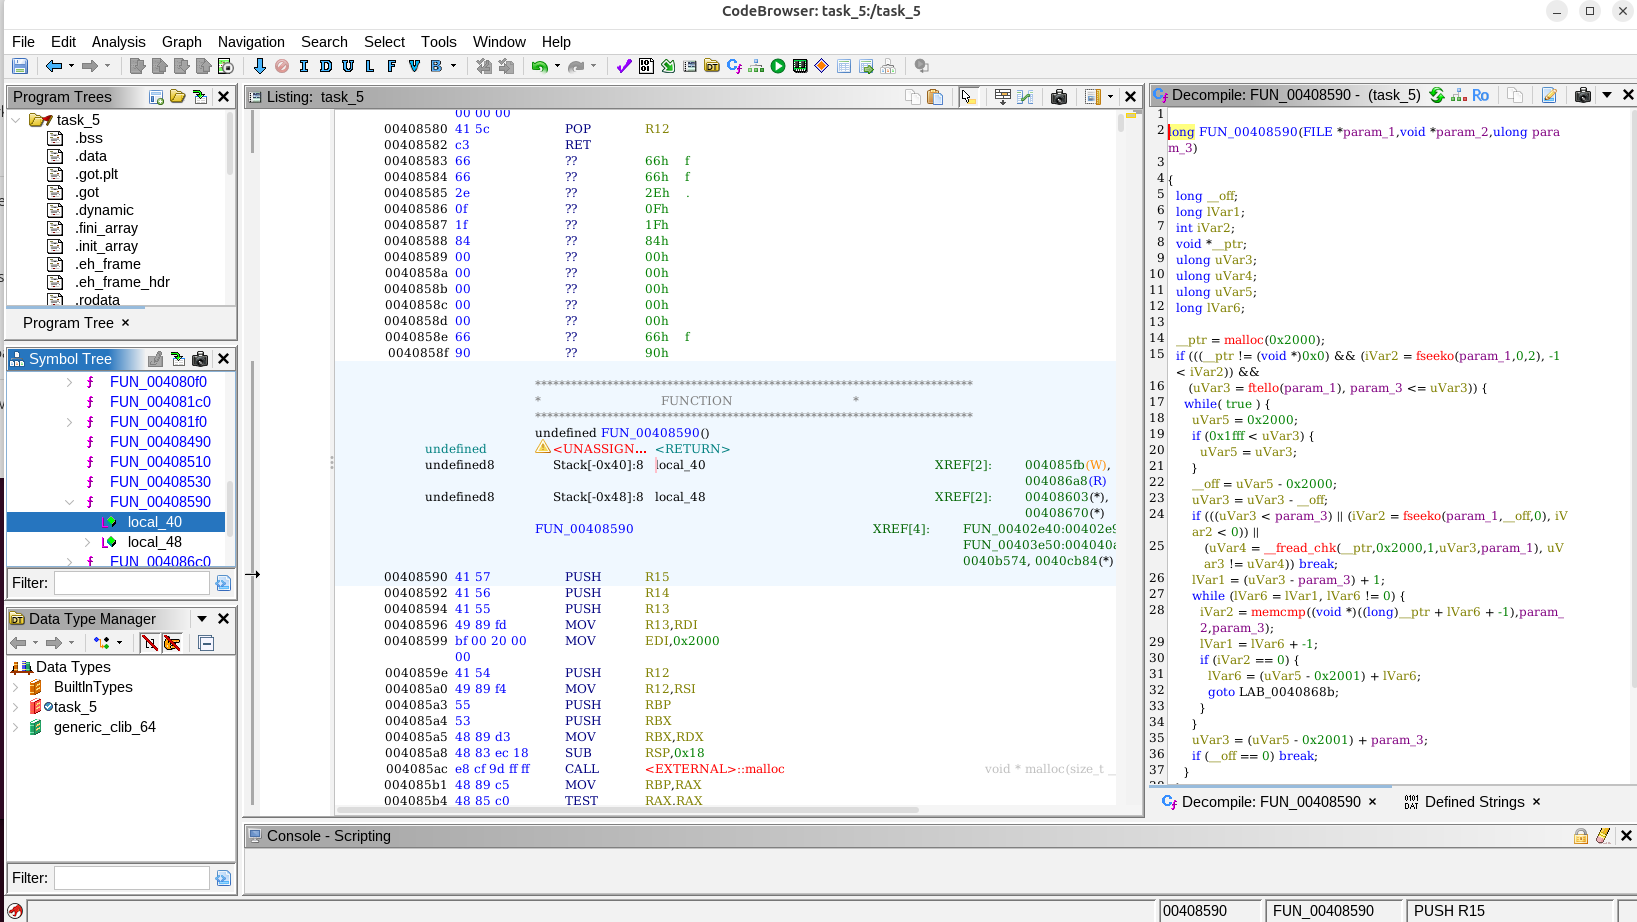 CodeBrowser: task_5:/task_5
File Edit Analysis Graph Navigation Search Select Tools Window Help
Program Trees
task_5
.bss
.data
.got.plt
.got
.dynamic
.fini_array
.init_array
.eh_frame
.eh_frame_hdr
.rodata
Program Tree ×
Symbol Tree
FUN_004080f0
FUN_004081c0
FUN_004081f0
FUN_00408490
FUN_00408510
FUN_00408530
FUN_00408590
local_40
local_48
FUN_004086c0
Filter:
Data Type Manager
Data Types
BuiltInTypes
task_5
generic_clib_64
Filter:
Listing: task_5
00 00 00
00408580 41 5c POP R12
00408582 c3 RET
00408583 66 ?? 66h f
00408584 66 ?? 66h f
00408585 2e ?? 2Eh .
00408586 0f ?? 0Fh
00408587 1f ?? 1Fh
00408588 84 ?? 84h
00408589 00 ?? 00h
0040858a 00 ?? 00h
0040858b 00 ?? 00h
0040858c 00 ?? 00h
0040858d 00 ?? 00h
0040858e 66 ?? 66h f
0040858f 90 ?? 90h
* FUNCTION *
undefined FUN_00408590()
undefined <UNASSIGN... <RETURN>
undefined8 Stack[-0x40]:8 local_40 XREF[2]: 004085fb(W),
004086a8(R)
undefined8 Stack[-0x48]:8 local_48 XREF[2]: 00408603(*),
00408670(*)
FUN_00408590 XREF[4]: FUN_00402e40:00402e9
FUN_00403e50:004040a
0040b574, 0040cb84(*)
00408590 41 57 PUSH R15
00408592 41 56 PUSH R14
00408594 41 55 PUSH R13
00408596 49 89 fd MOV R13,RDI
00408599 bf 00 20 00 MOV EDI,0x2000
00
0040859e 41 54 PUSH R12
004085a0 49 89 f4 MOV R12,RSI
004085a3 55 PUSH RBP
004085a4 53 PUSH RBX
004085a5 48 89 d3 MOV RBX,RDX
004085a8 48 83 ec 18 SUB RSP,0x18
004085ac e8 cf 9d ff ff CALL <EXTERNAL>::malloc void * malloc(size_t __
004085b1 48 89 c5 MOV RBP,RAX
004085b4 48 85 c0 TEST RAX,RAX
Decompile: FUN_00408590 - (task_5)
1
2 long FUN_00408590(FILE *param_1,void *param_2,ulong para
m_3)
3
4 {
5 long __off;
6 long lVar1;
7 int iVar2;
8 void *__ptr;
9 ulong uVar3;
10 ulong uVar4;
11 ulong uVar5;
12 long lVar6;
13
14 __ptr = malloc(0x2000);
15 if (((__ptr != (void *)0x0) && (iVar2 = fseeko(param_1,0,2), -1
< iVar2)) &&
16 (uVar3 = ftello(param_1), param_3 <= uVar3)) {
17 while( true ) {
18 uVar5 = 0x2000;
19 if (0x1fff < uVar3) {
20 uVar5 = uVar3;
21 }
22 __off = uVar5 - 0x2000;
23 uVar3 = uVar3 - __off;
24 if (((uVar3 < param_3) || (iVar2 = fseeko(param_1,__off,0), iV
ar2 < 0)) ||
25 (uVar4 = __fread_chk(__ptr,0x2000,1,uVar3,param_1), uV
ar3 != uVar4)) break;
26 lVar1 = (uVar3 - param_3) + 1;
27 while (lVar6 = lVar1, lVar6 != 0) {
28 iVar2 = memcmp((void *)((long)__ptr + lVar6 + -1),param_
2,param_3);
29 lVar1 = lVar6 + -1;
30 if (iVar2 == 0) {
31 lVar6 = (uVar5 - 0x2001) + lVar6;
32 goto LAB_0040868b;
33 }
34 }
35 uVar3 = (uVar5 - 0x2001) + param_3;
36 if (__off == 0) break;
37 }
Decompile: FUN_00408590 × Defined Strings ×
Console - Scripting
00408590 FUN_00408590 PUSH R15